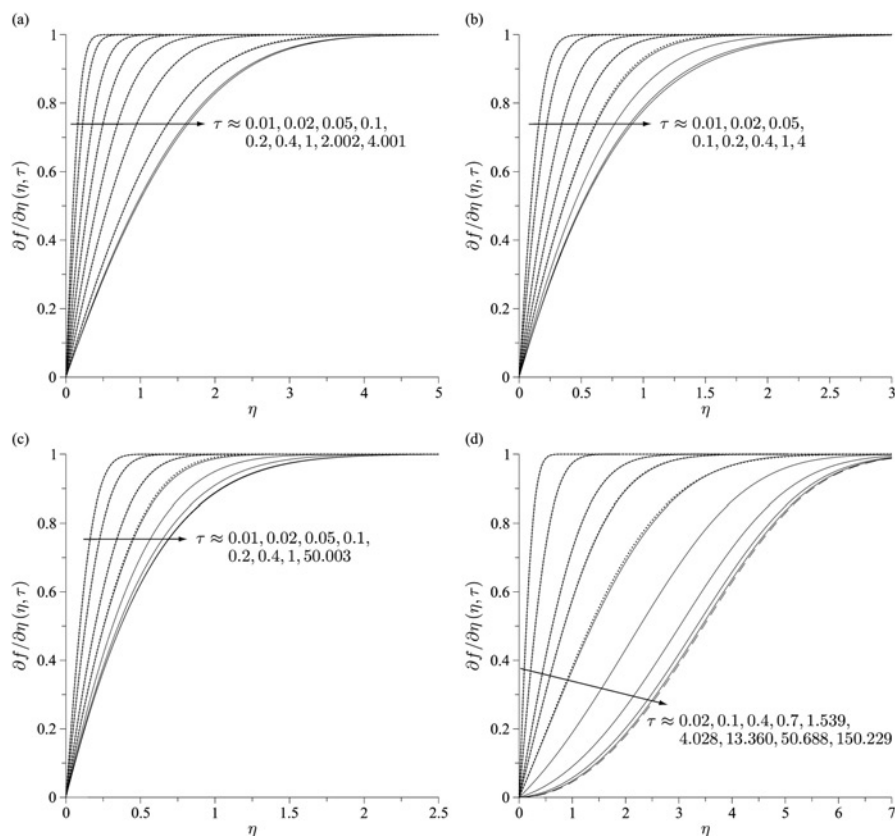 (a)
1
0.8
0.6
0.4
0.2
0
∂f/∂η (η, τ)
τ ≈ 0.01, 0.02, 0.05, 0.1,
0.2, 0.4, 1, 2.002, 4.001
0 1 2 3 4 5
η
(b)
1
0.8
0.6
0.4
0.2
0
∂f/∂η (η, τ)
τ ≈ 0.01, 0.02, 0.05,
0.1, 0.2, 0.4, 1, 4
0 0.5 1 1.5 2 2.5 3
η
(c)
1
0.8
0.6
0.4
0.2
0
∂f/∂η (η, τ)
τ ≈ 0.01, 0.02, 0.05, 0.1,
0.2, 0.4, 1, 50.003
0 0.5 1 1.5 2 2.5
η
(d)
1
0.8
0.6
0.4
0.2
0
∂f/∂η (η, τ)
τ ≈ 0.02, 0.1, 0.4, 0.7, 1.539,
4.028, 13.360, 50.688, 150.229
0 1 2 3 4 5 6 7
η